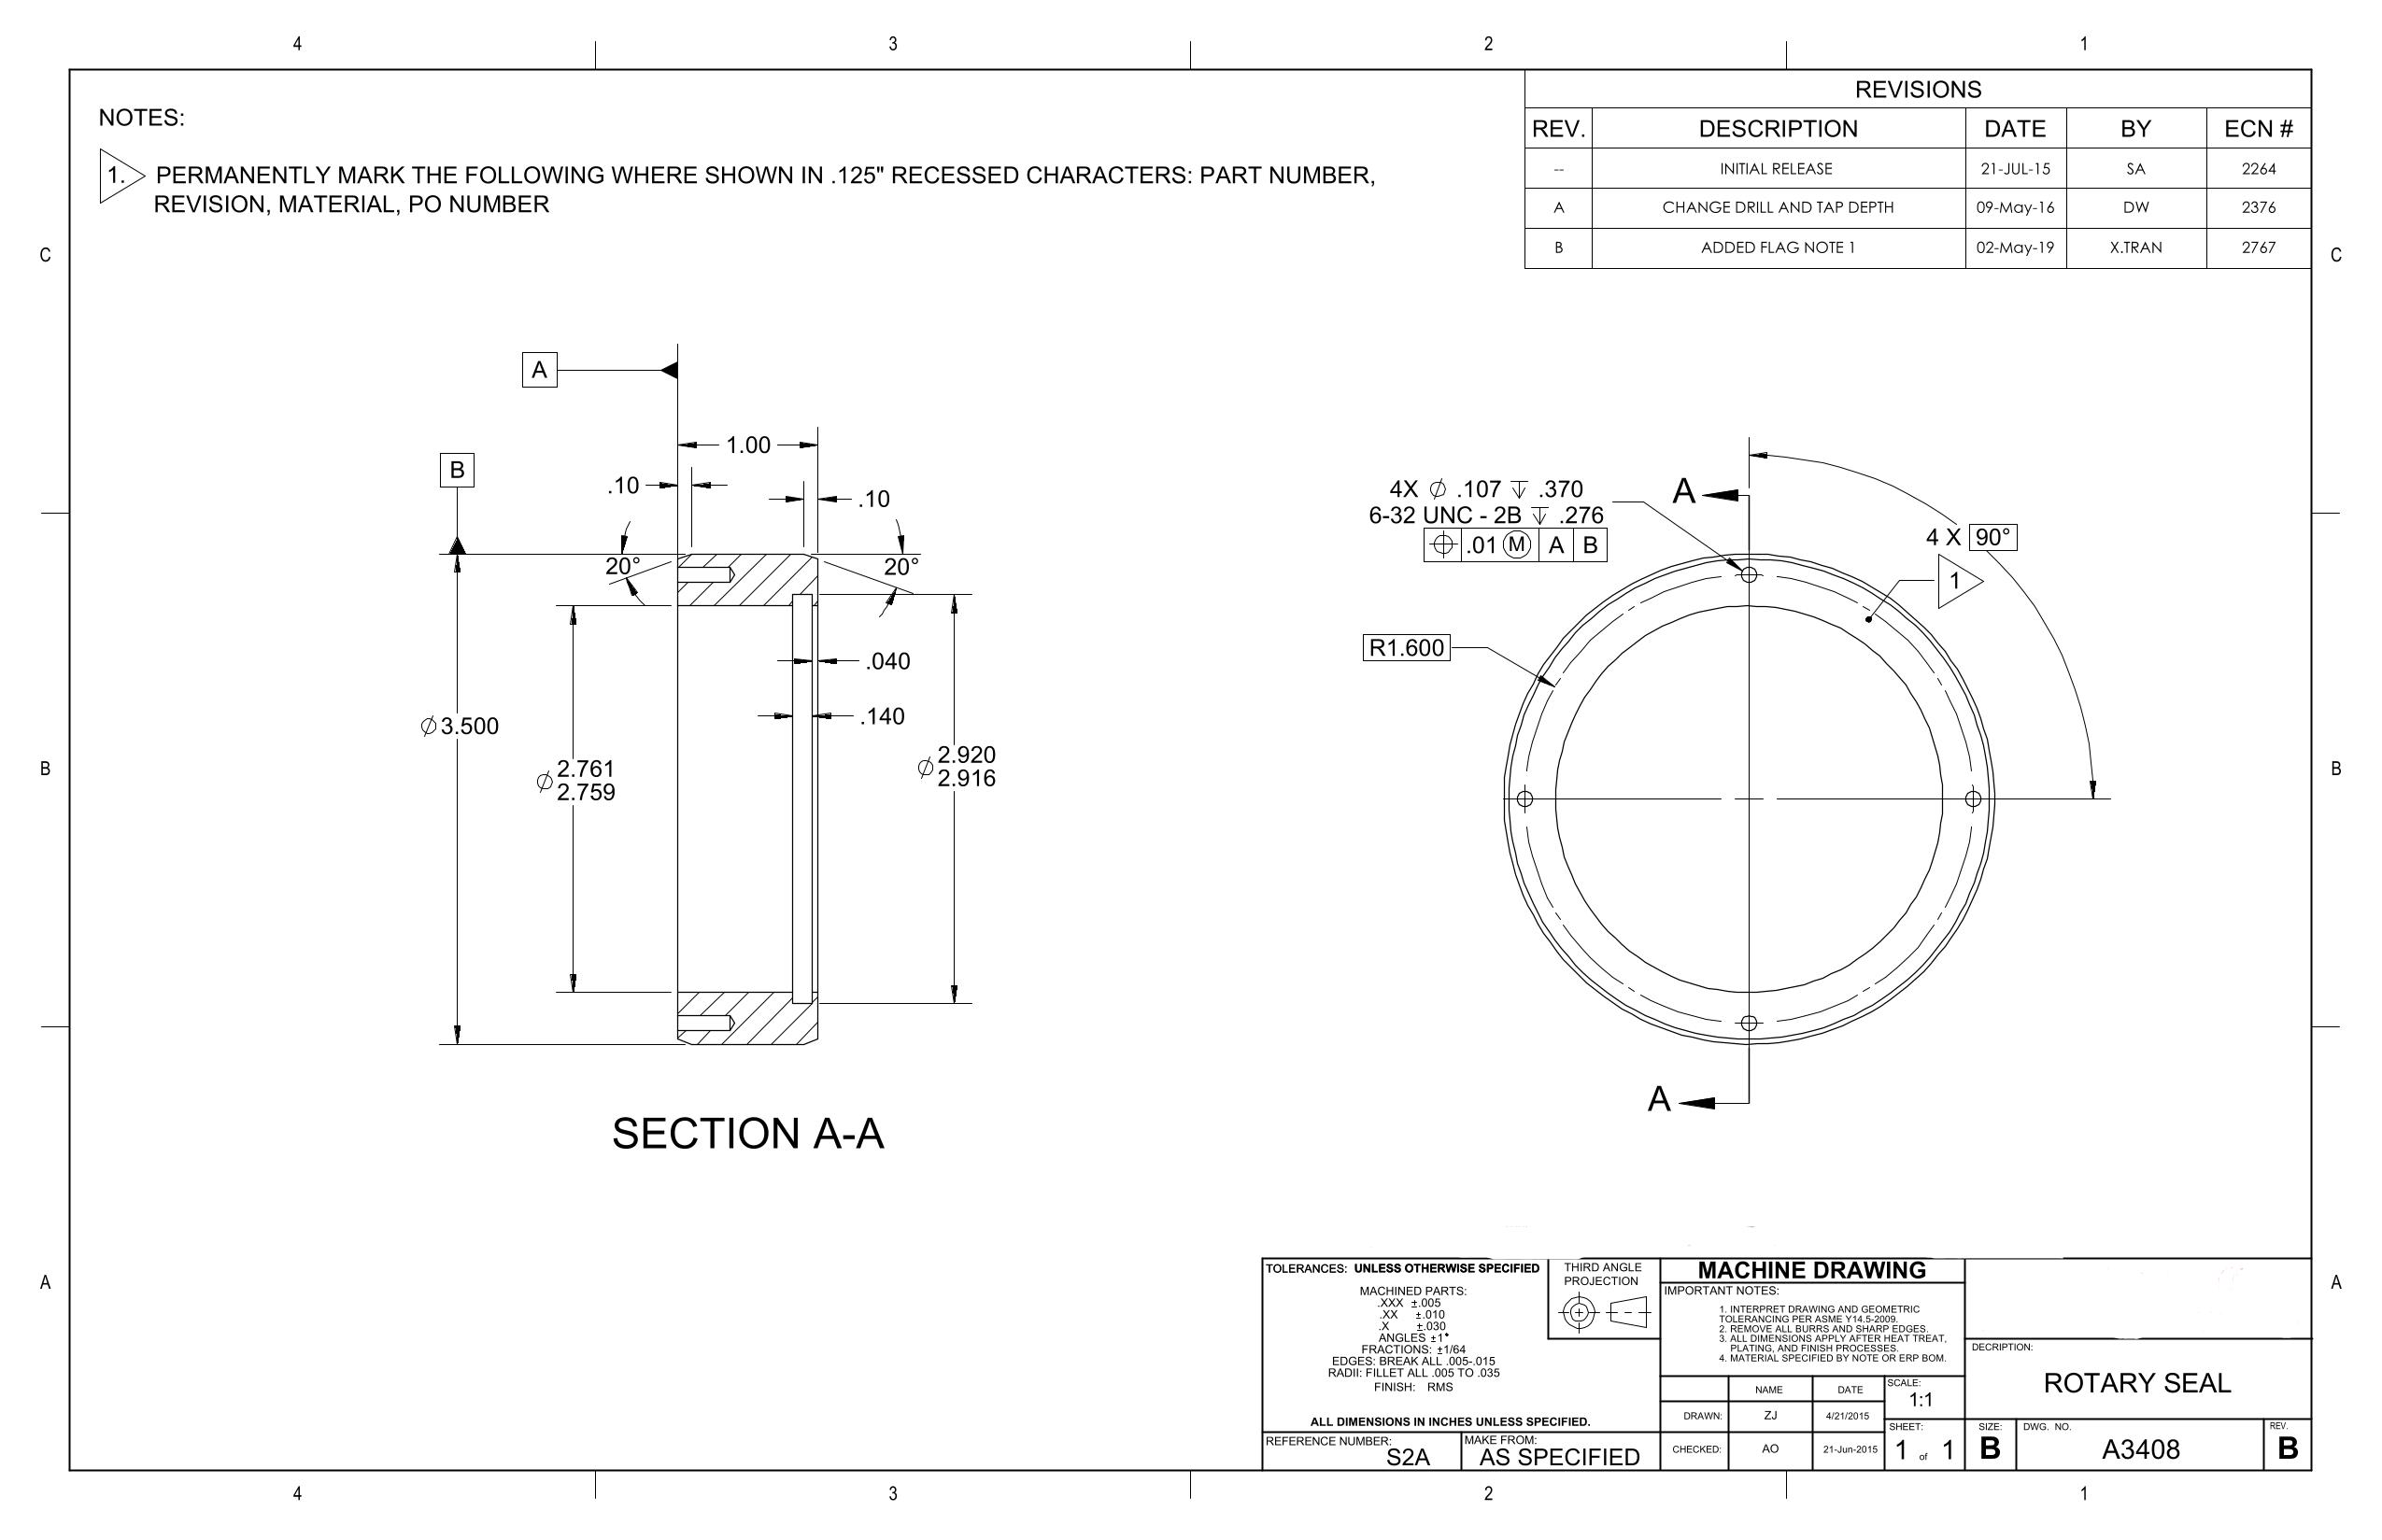 4 3 2 1
REVISIONS
REV. DESCRIPTION DATE BY ECN #
-- INITIAL RELEASE 21-JUL-15 SA 2264
A CHANGE DRILL AND TAP DEPTH 09-May-16 DW 2376
B ADDED FLAG NOTE 1 02-May-19 X.TRAN 2767
NOTES:
1. PERMANENTLY MARK THE FOLLOWING WHERE SHOWN IN .125" RECESSED CHARACTERS: PART NUMBER,
REVISION, MATERIAL, PO NUMBER
C C
A
1.00
B
.10
.10
20°
20°
.040
.140
⌀3.500
⌀2.761
2.759
⌀2.920
2.916
SECTION A-A
4X ⌀ .107 ↧ .370
6-32 UNC - 2B ↧ .276
⌖ .01 Ⓜ A B
A
4 X 90°
1
R1.600
A
B B
A A
TOLERANCES: UNLESS OTHERWISE SPECIFIED
MACHINED PARTS:
.XXX ±.005
.XX ±.010
.X ±.030
ANGLES ±1°
FRACTIONS: ±1/64
EDGES: BREAK ALL .005-.015
RADII: FILLET ALL .005 TO .035
FINISH: RMS
ALL DIMENSIONS IN INCHES UNLESS SPECIFIED.
REFERENCE NUMBER:
S2A
MAKE FROM:
AS SPECIFIED
THIRD ANGLE
PROJECTION
MACHINE DRAWING
IMPORTANT NOTES:
1. INTERPRET DRAWING AND GEOMETRIC
TOLERANCING PER ASME Y14.5-2009.
2. REMOVE ALL BURRS AND SHARP EDGES.
3. ALL DIMENSIONS APPLY AFTER HEAT TREAT,
PLATING, AND FINISH PROCESSES.
4. MATERIAL SPECIFIED BY NOTE OR ERP BOM.
NAME DATE
DRAWN: ZJ 4/21/2015
CHECKED: AO 21-Jun-2015
SCALE:
1:1
SHEET:
1 of 1
DECRIPTION:
ROTARY SEAL
SIZE:
B
DWG. NO.
A3408
REV.
B
4 3 2 1